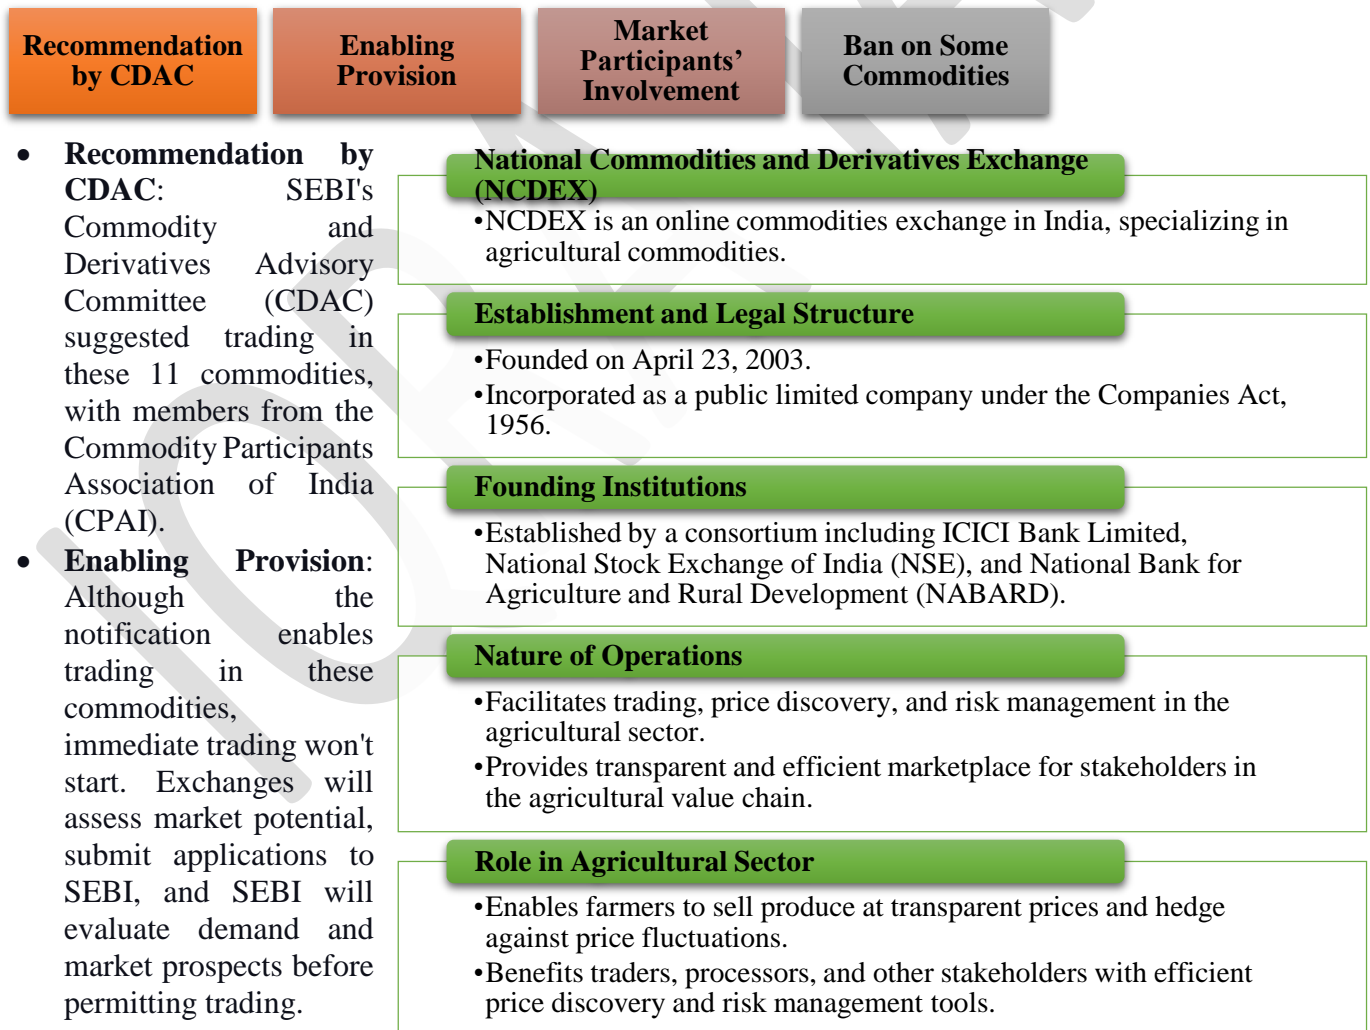 Recommendation
by CDAC
Enabling
Provision
Market
Participants’
Involvement
Ban on Some
Commodities
• Recommendation by
CDAC: SEBI's
Commodity and
Derivatives Advisory
Committee (CDAC)
suggested trading in
these 11 commodities,
with members from the
Commodity Participants
Association of India
(CPAI).
• Enabling Provision:
Although the
notification enables
trading in these
commodities,
immediate trading won't
start. Exchanges will
assess market potential,
submit applications to
SEBI, and SEBI will
evaluate demand and
market prospects before
permitting trading.
National Commodities and Derivatives Exchange
(NCDEX)
•NCDEX is an online commodities exchange in India, specializing in
agricultural commodities.
Establishment and Legal Structure
•Founded on April 23, 2003.
•Incorporated as a public limited company under the Companies Act,
1956.
Founding Institutions
•Established by a consortium including ICICI Bank Limited,
National Stock Exchange of India (NSE), and National Bank for
Agriculture and Rural Development (NABARD).
Nature of Operations
•Facilitates trading, price discovery, and risk management in the
agricultural sector.
•Provides transparent and efficient marketplace for stakeholders in
the agricultural value chain.
Role in Agricultural Sector
•Enables farmers to sell produce at transparent prices and hedge
against price fluctuations.
•Benefits traders, processors, and other stakeholders with efficient
price discovery and risk management tools.